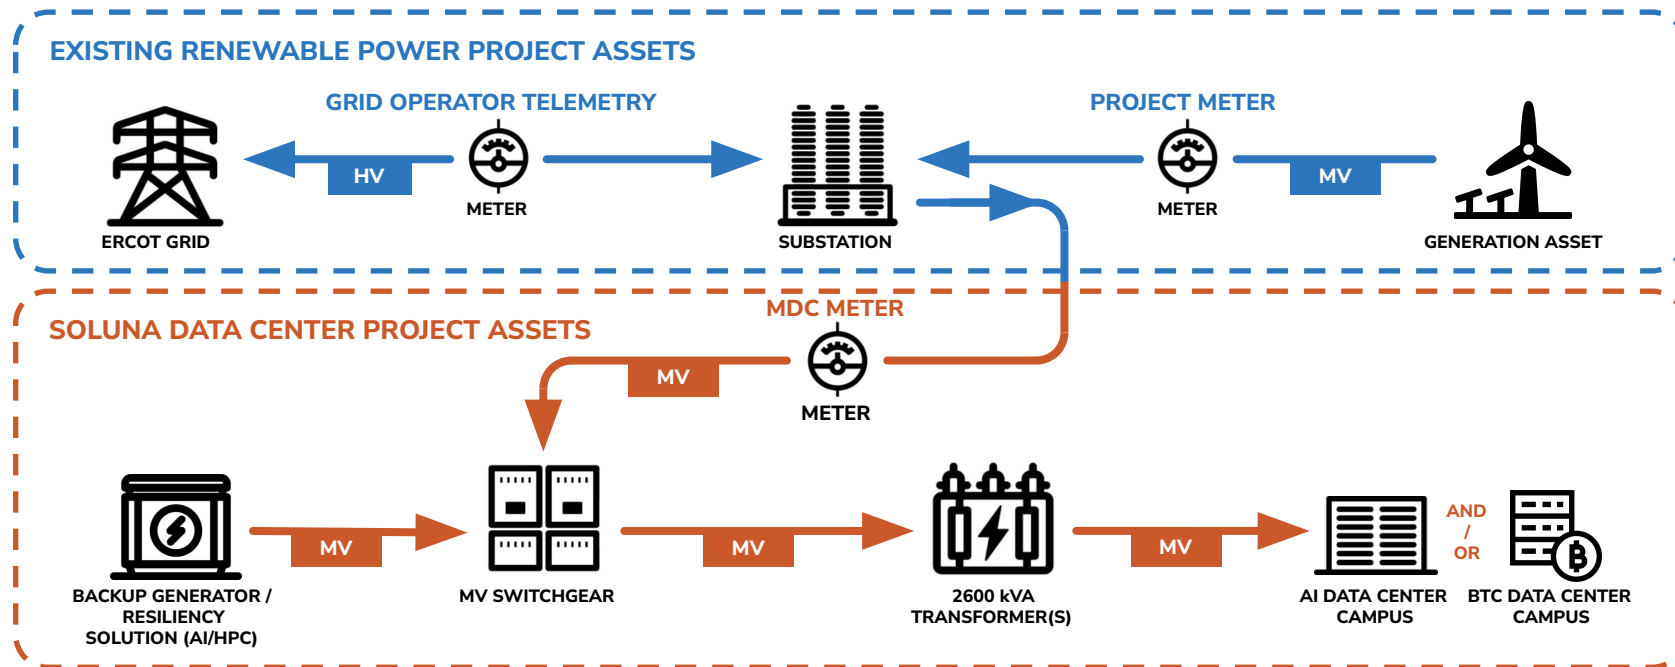 EXISTING RENEWABLE POWER PROJECT ASSETS
GRID OPERATOR TELEMETRY
PROJECT METER
HV
MV
METER
METER
ERCOT GRID
SUBSTATION
GENERATION ASSET
MDC METER
SOLUNA DATA CENTER PROJECT ASSETS
MV
METER
MV
MV
MV
AND
/
OR
BACKUP GENERATOR /
RESILIENCY
SOLUTION (AI/HPC)
MV SWITCHGEAR
2600 kVA
TRANSFORMER(S)
AI DATA CENTER
CAMPUS
BTC DATA CENTER
CAMPUS